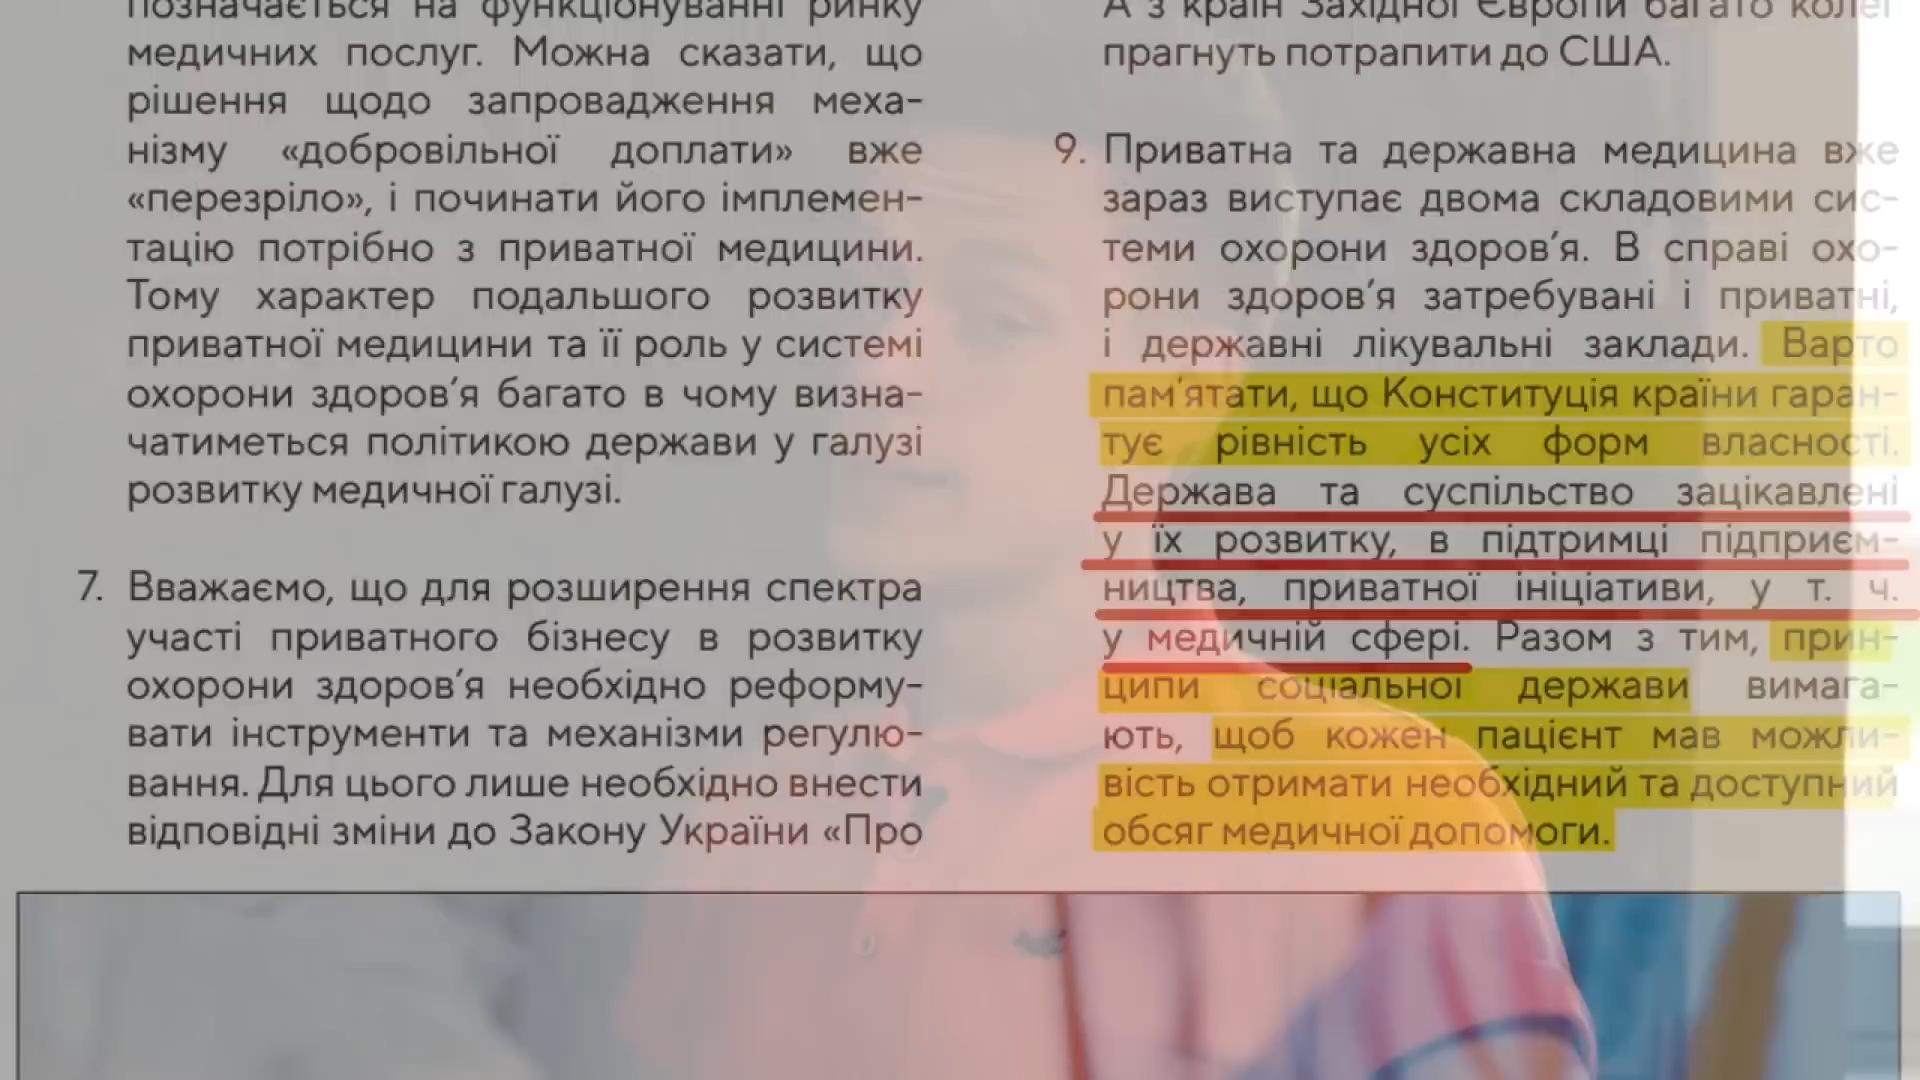 позначається на функціонуванні ринку
медичних послуг. Можна сказати, що
рішення щодо запровадження меха-
нізму «добровільної доплати» вже
«перезріло», і починати його імплемен-
тацію потрібно з приватної медицини.
Тому характер подальшого розвитку
приватної медицини та її роль у системі
охорони здоров’я багато в чому визна-
чатиметься політикою держави у галузі
розвитку медичної галузі.
7. Вважаємо, що для розширення спектра
участі приватного бізнесу в розвитку
охорони здоров’я необхідно реформу-
вати інструменти та механізми регулю-
вання. Для цього лише необхідно внести
відповідні зміни до Закону України «Про
А з країн Західної Європи багато колег
прагнуть потрапити до США.
9. Приватна та державна медицина вже
зараз виступає двома складовими сис-
теми охорони здоров’я. В справі охо-
рони здоров’я затребувані і приватні,
і державні лікувальні заклади. Варто
пам’ятати, що Конституція країни гаран-
тує рівність усіх форм власності.
Держава та суспільство зацікавлені
у їх розвитку, в підтримці підприєм-
ництва, приватної ініціативи, у т. ч.
у медичній сфері. Разом з тим, прин-
ципи соціальної держави вимага-
ють, щоб кожен пацієнт мав можли-
вість отримати необхідний та доступний
обсяг медичної допомоги.